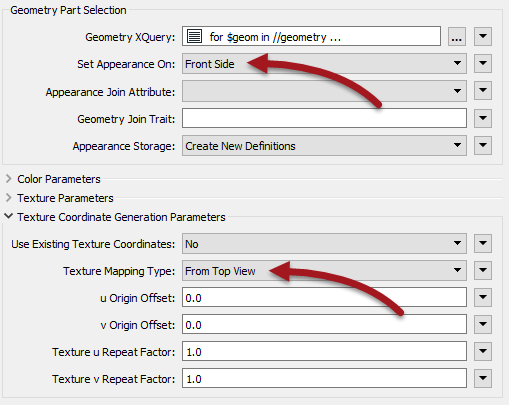 Geometry Part Selection
Geometry XQuery: for $geom in //geometry ... ...
Set Appearance On: Front Side
Appearance Join Attribute:
Geometry Join Trait:
Appearance Storage: Create New Definitions
Color Parameters
Texture Parameters
Texture Coordinate Generation Parameters
Use Existing Texture Coordinates: No
Texture Mapping Type: From Top View
u Origin Offset: 0.0
v Origin Offset: 0.0
Texture u Repeat Factor: 1.0
Texture v Repeat Factor: 1.0